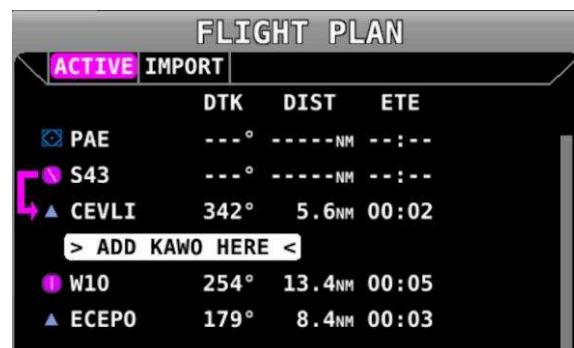 FLIGHT PLAN
ACTIVE IMPORT
DTK DIST ETE
PAE ---° -----NM --:--
S43 ---° -----NM --:--
CEVLI 342° 5.6NM 00:02
> ADD KAWO HERE <
W10 254° 13.4NM 00:05
ECEPO 179° 8.4NM 00:03